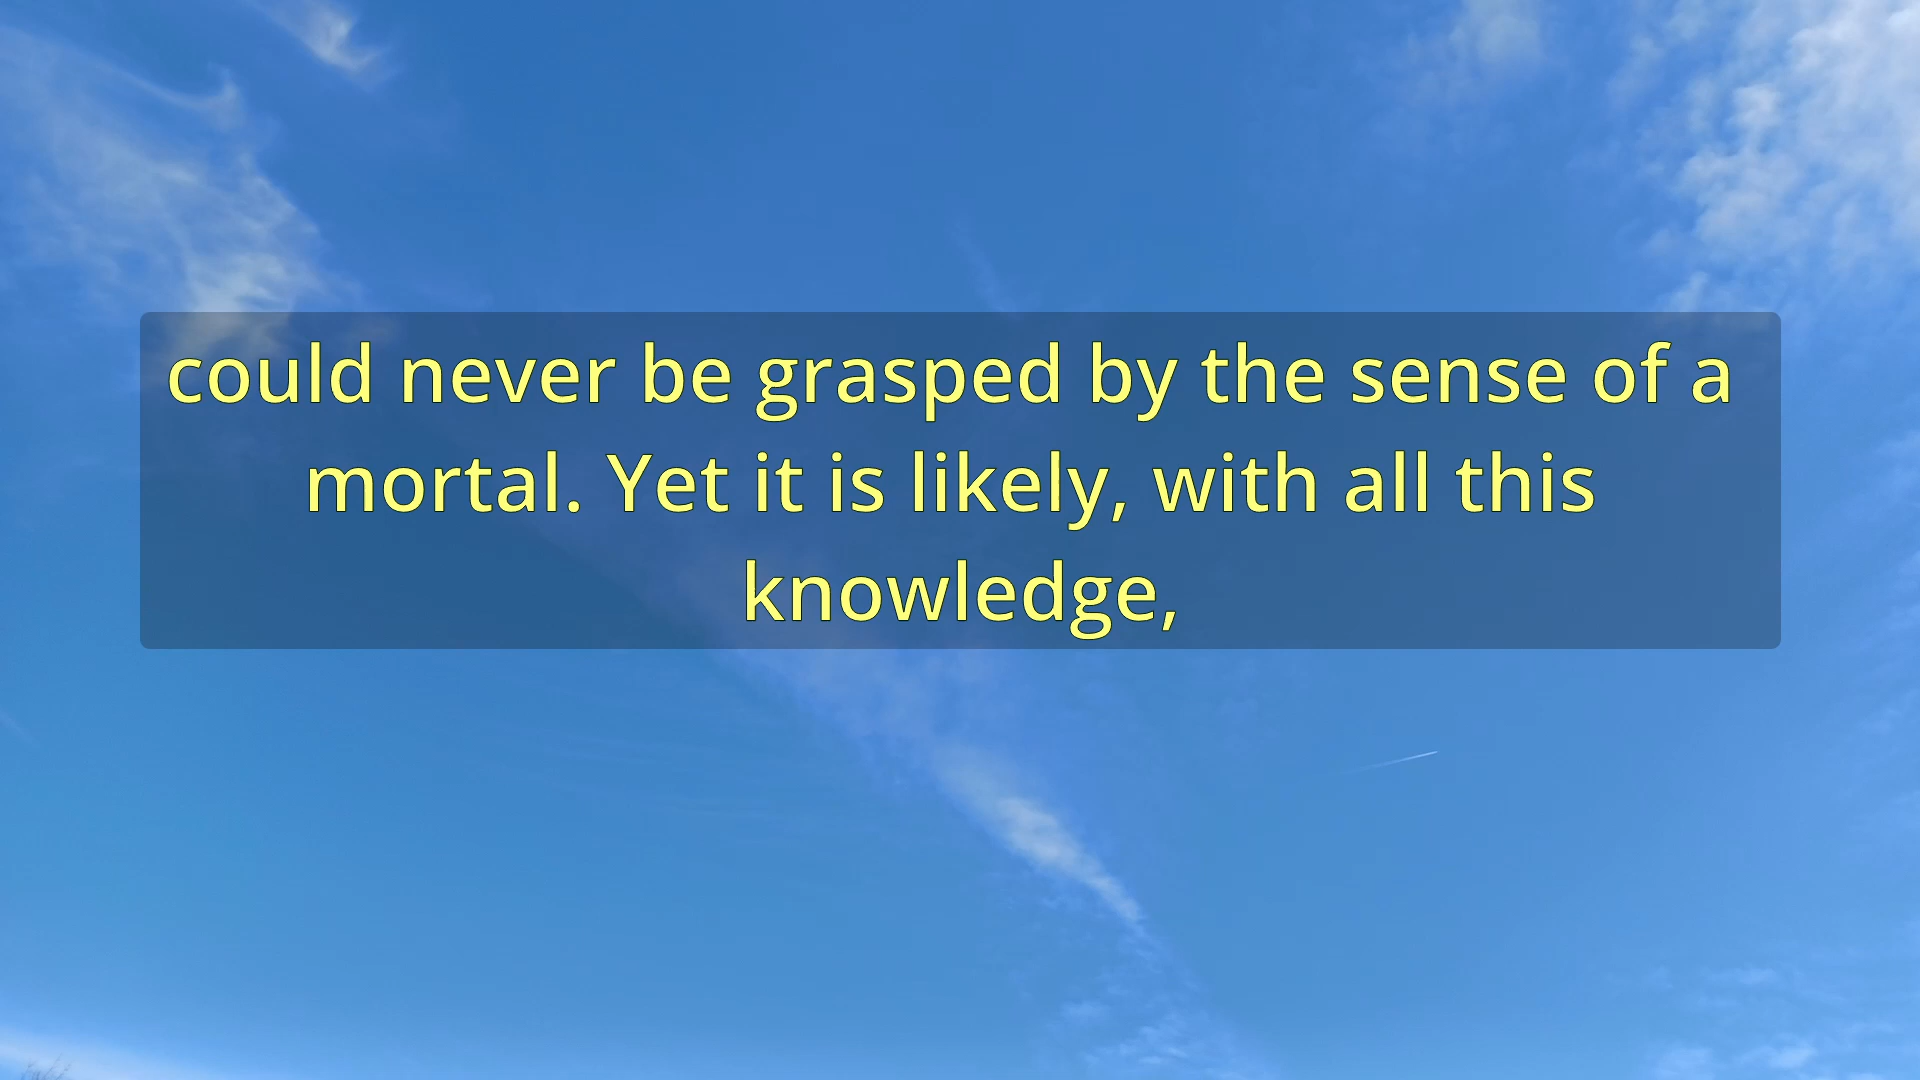 could never be grasped by the sense of a
mortal. Yet it is likely, with all this
knowledge,